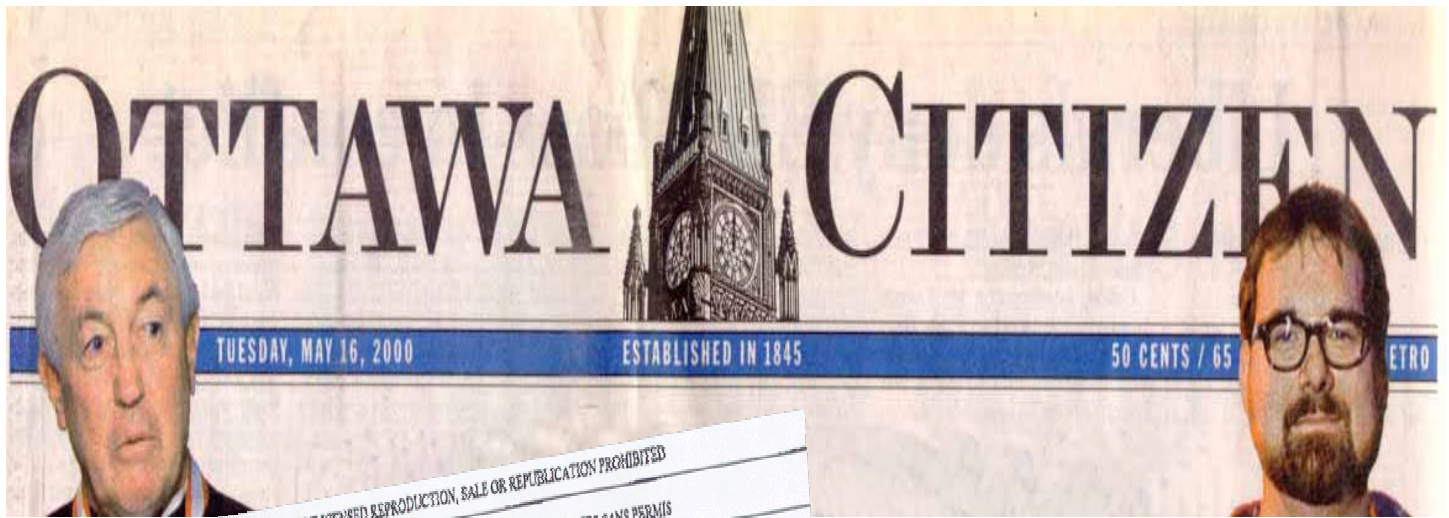 OTTAWA CITIZEN
TUESDAY, MAY 16, 2000 ESTABLISHED IN 1845 50 CENTS / 65 ETRO
REPRODUCTION, SALE OR REPUBLICATION PROHIBITED
SANS PERMIS